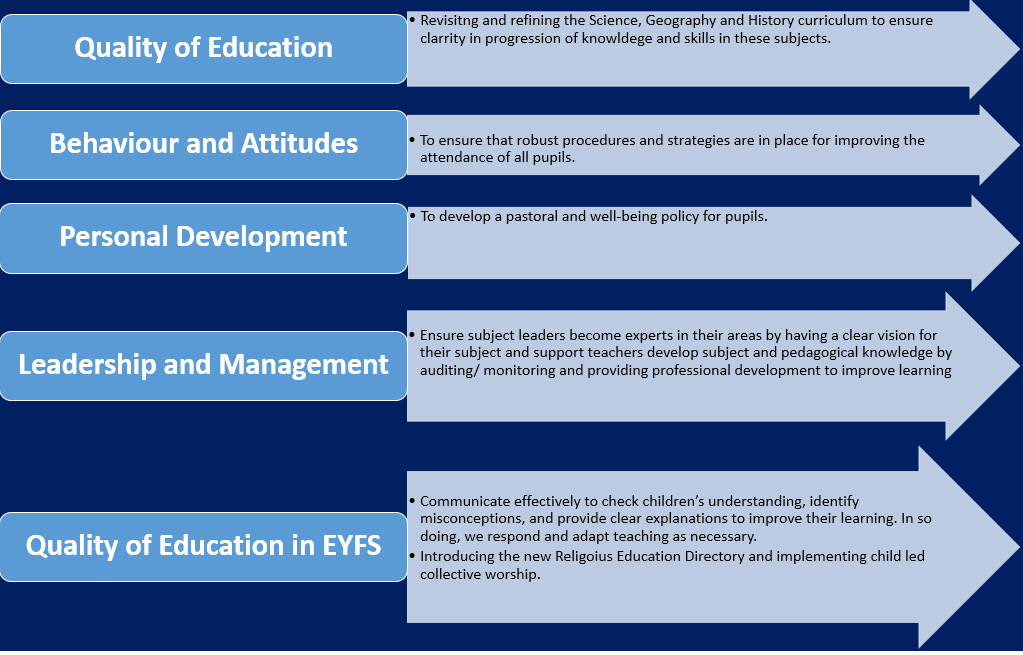 Quality of Education
• Revisitng and refining the Science, Geography and History curriculum to ensure
clarrity in progression of knowldege and skills in these subjects.
Behaviour and Attitudes
• To ensure that robust procedures and strategies are in place for improving the
attendance of all pupils.
Personal Development
• To develop a pastoral and well-being policy for pupils.
Leadership and Management
• Ensure subject leaders become experts in their areas by having a clear vision for
their subject and support teachers develop subject and pedagogical knowledge by
auditing/ monitoring and providing professional development to improve learning
Quality of Education in EYFS
• Communicate effectively to check children’s understanding, identify
misconceptions, and provide clear explanations to improve their learning. In so
doing, we respond and adapt teaching as necessary.
• Introducing the new Religoius Education Directory and implementing child led
collective worship.